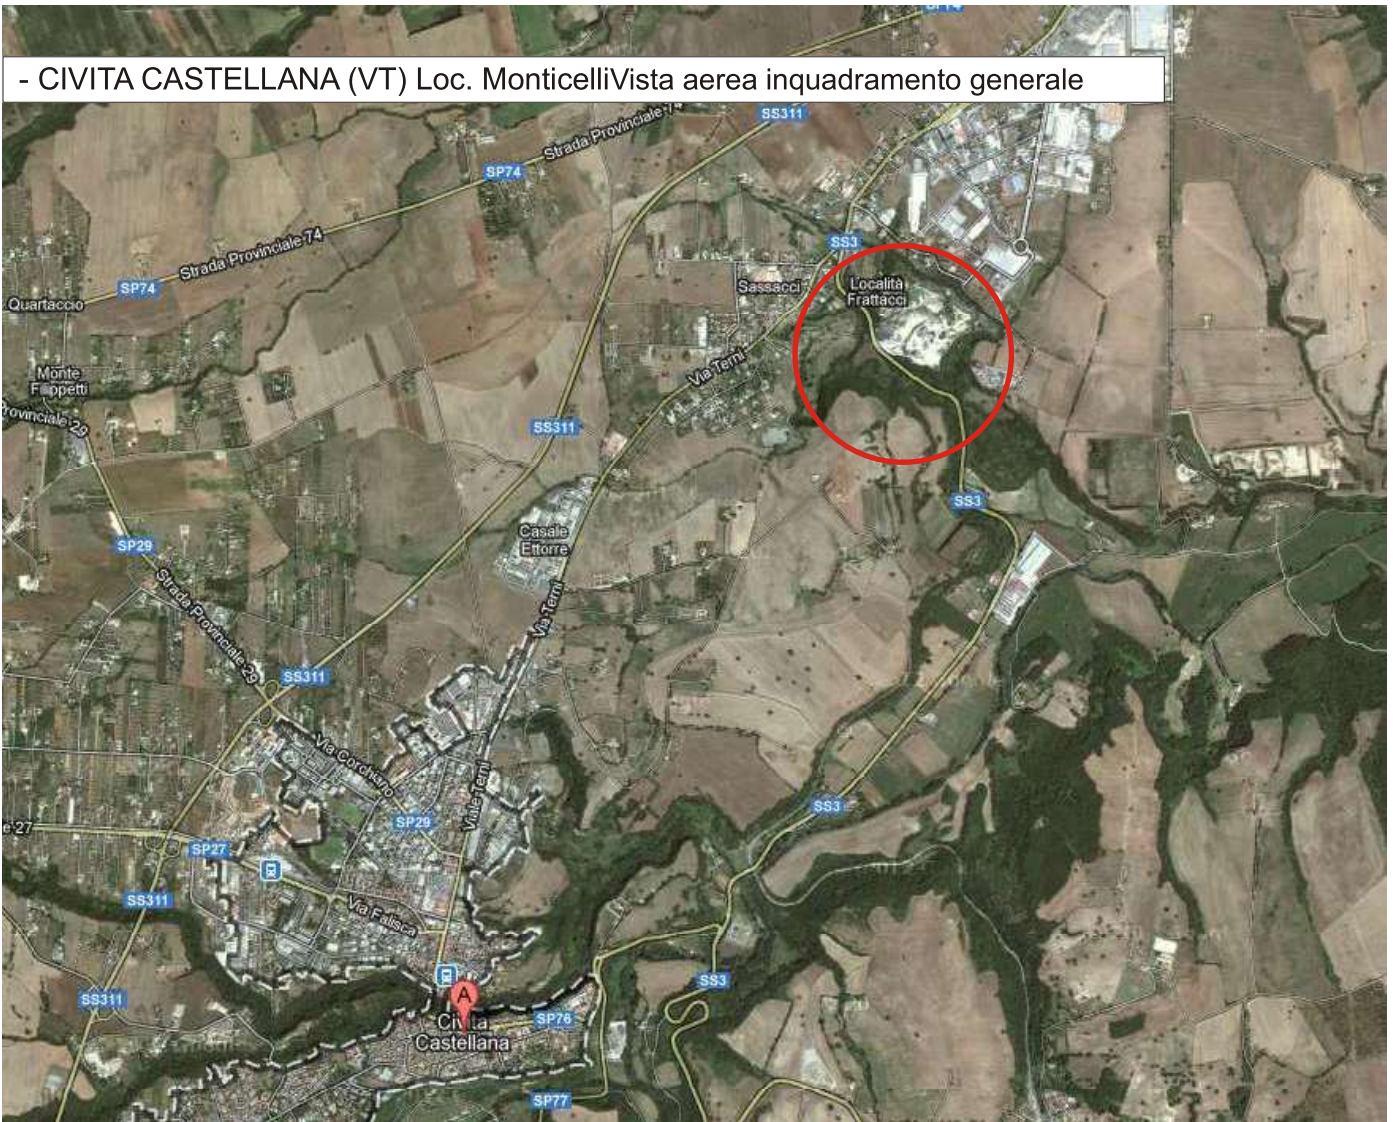 SP74
- CIVITA CASTELLANA (VT) Loc. MonticelliVista aerea inquadramento generale
SS311
Strada Provinciale 74
SP74
SS3
Strada Provinciale 74
SP74
Sassacci
Località
Frattacci
Quartaccio
Via Terni
Monte
Filippetti
Provinciale 29
SS311
SS3
Casale
Ettorre
SP29
Strada Provinciale 29
Via Terni
SS311
Via Corchiano
Viale Terni
SS3
SP29
e 27
SP27
SS311
Via Falisca
SS3
A
SS311
Civita
Castellana
SP76
SP77